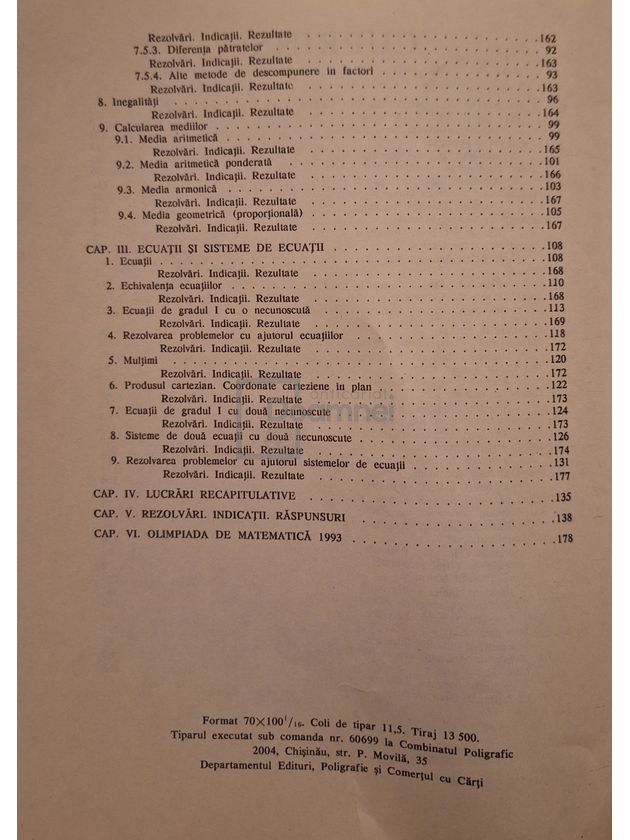 Rezolvări. Indicații. Rezultate . . . . . . . . . . . . . . . . . . . . . 162
7.5.3. Diferența pătratelor . . . . . . . . . . . . . . . . . . . . . 92
Rezolvări. Indicații. Rezultate . . . . . . . . . . . . . . . . . . . . . 163
7.5.4. Alte metode de descompunere în factori . . . . . . . . . . . . . 93
Rezolvări. Indicații. Rezultate . . . . . . . . . . . . . . . . . . . . . 163
8. Inegalități . . . . . . . . . . . . . . . . . . . . . 96
Rezolvări. Indicații. Rezultate . . . . . . . . . . . . . . . . . . . . . 164
9. Calcularea mediilor . . . . . . . . . . . . . . . . . . . . . 99
9.1. Media aritmetică . . . . . . . . . . . . . . . . . . . . . 99
Rezolvări. Indicații. Rezultate . . . . . . . . . . . . . . . . . . . . . 165
9.2. Media aritmetică ponderată . . . . . . . . . . . . . . . . . . . . . 101
Rezolvări. Indicații. Rezultate . . . . . . . . . . . . . . . . . . . . . 166
9.3. Media armonica . . . . . . . . . . . . . . . . . . . . . 103
Rezolvări. Indicații. Rezultate . . . . . . . . . . . . . . . . . . . . . 167
9.4. Media geometrică (proporțională) . . . . . . . . . . . . . . . . . . . . . 105
Rezolvări. Indicații. Rezultate . . . . . . . . . . . . . . . . . . . . . 167
CAP. III. ECUAȚII ȘI SISTEME DE ECUAȚII . . . . . . . . . . . . . . . . . 108
1. Ecuații . . . . . . . . . . . . . . . . . . . . . 108
Rezolvări. Indicații. Rezultate . . . . . . . . . . . . . . . . . . . . . 168
2. Echivalența ecuațiilor . . . . . . . . . . . . . . . . . . . . . 110
Rezolvări. Indicații. Rezultate . . . . . . . . . . . . . . . . . . . . . 168
3. Ecuații de gradul I cu o necunoscută . . . . . . . . . . . . . . . . . 113
Rezolvări. Indicații. Rezultate . . . . . . . . . . . . . . . . . . . . . 169
4. Rezolvarea problemelor cu ajutorul ecuațiilor . . . . . . . . . . . . . 118
Rezolvări. Indicații. Rezultate . . . . . . . . . . . . . . . . . . . . . 172
5. Mulțimi . . . . . . . . . . . . . . . . . . . . . 120
Rezolvări. Indicații. Rezultate . . . . . . . . . . . . . . . . . . . . . 172
6. Produsul cartezian. Coordonate carteziene în plan . . . . . . . . . . . 122
Rezolvări. Indicații. Rezultate . . . . . . . . . . . . . . . . . . . . . 173
7. Ecuații de gradul I cu două necunoscute . . . . . . . . . . . . . . . 124
Rezolvări. Indicații. Rezultate . . . . . . . . . . . . . . . . . . . . . 173
8. Sisteme de două ecuații cu două necunoscute . . . . . . . . . . . . . 126
Rezolvări. Indicații. Rezultate . . . . . . . . . . . . . . . . . . . . . 174
9. Rezolvarea problemelor cu ajutorul sistemelor de ecuații . . . . . . . . . 131
Rezolvări. Indicații. Rezultate . . . . . . . . . . . . . . . . . . . . . 177
CAP. IV. LUCRĂRI RECAPITULATIVE . . . . . . . . . . . . . . . . . 135
CAP. V. REZOLVĂRI. INDICAȚII. RĂSPUNSURI . . . . . . . . . . . . . . . 138
CAP. VI. OLIMPIADA DE MATEMATICĂ 1993 . . . . . . . . . . . . . . . 178
Format 70×100¹/₁₆. Coli de tipar 11,5. Tiraj 13 500.
Tiparul executat sub comanda nr. 60699 la Combinatul Poligrafic
2004, Chișinău, str. P. Movilă, 35
Departamentul Edituri, Poligrafie și Comerțul cu Cărți